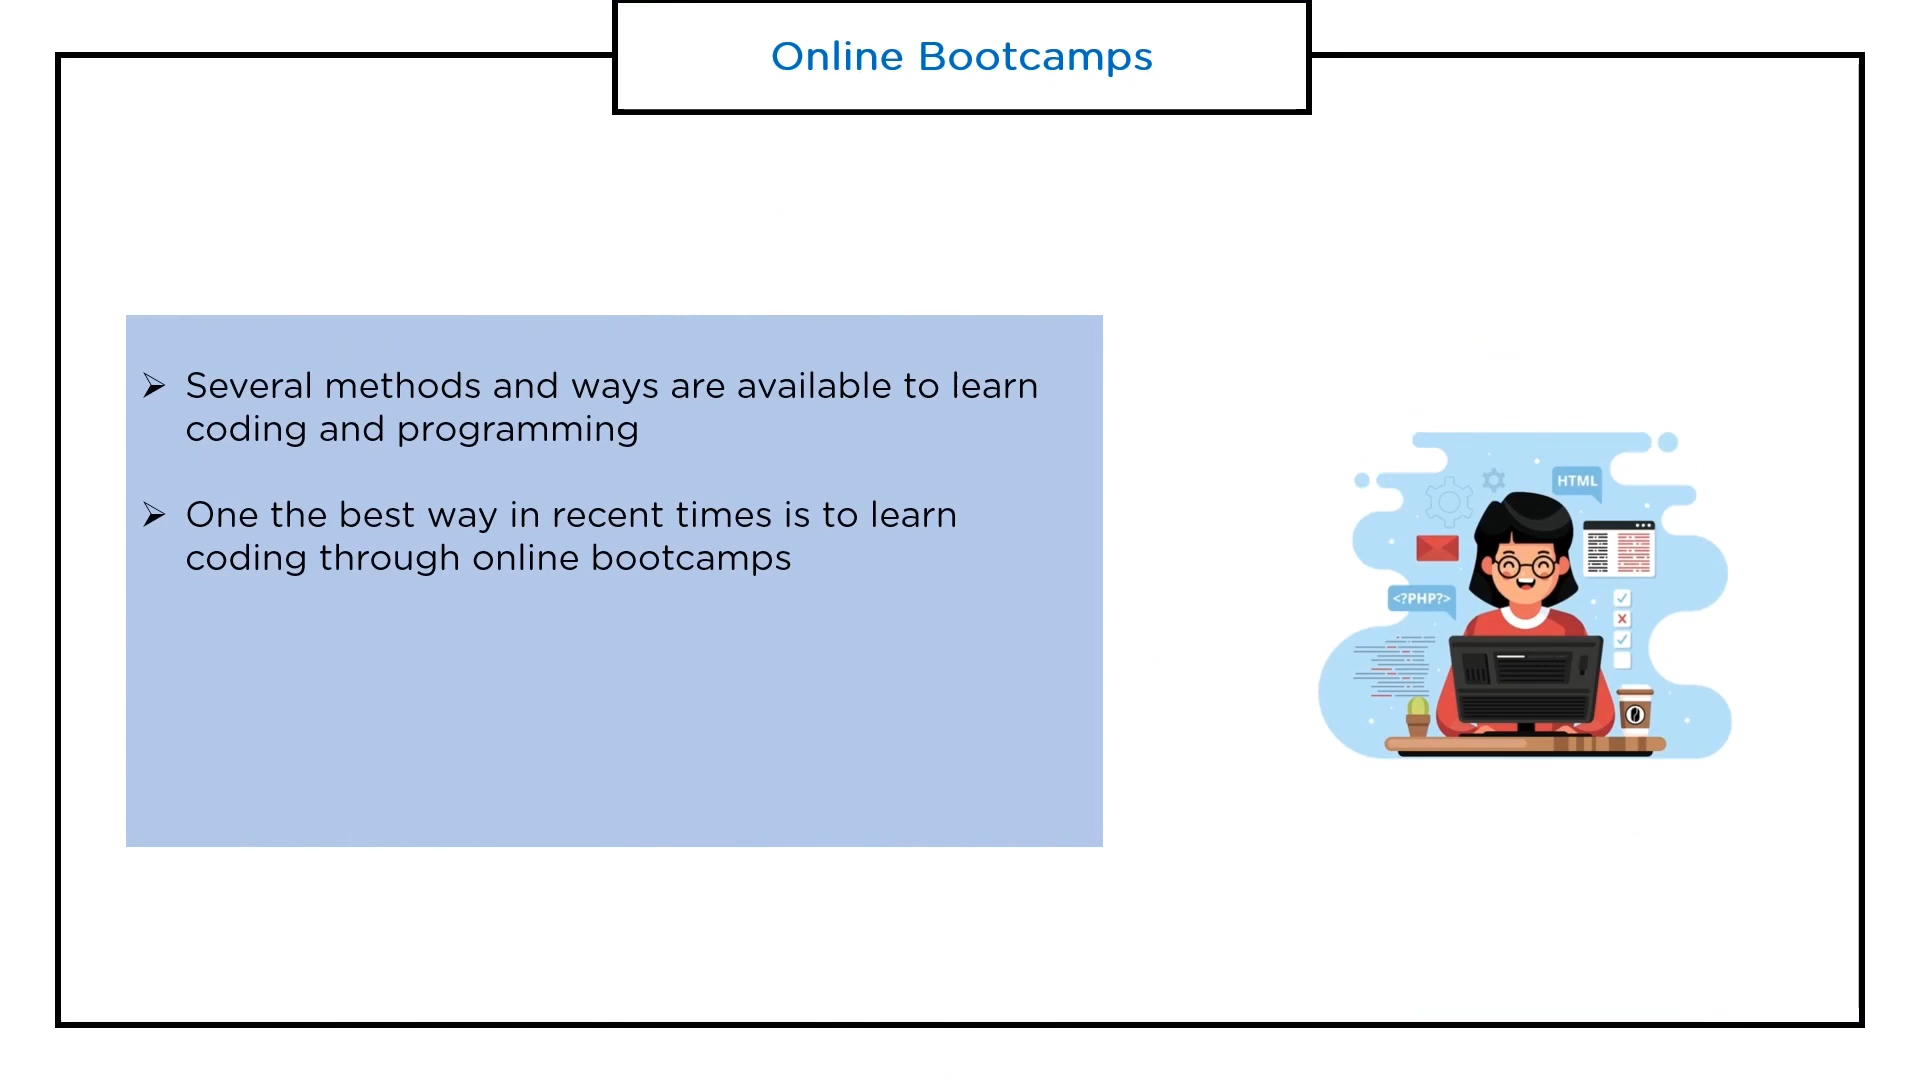 Online Bootcamps
Several methods and ways are available to learn
coding and programming
One the best way in recent times is to learn
coding through online bootcamps
HTML
<?PHP?>